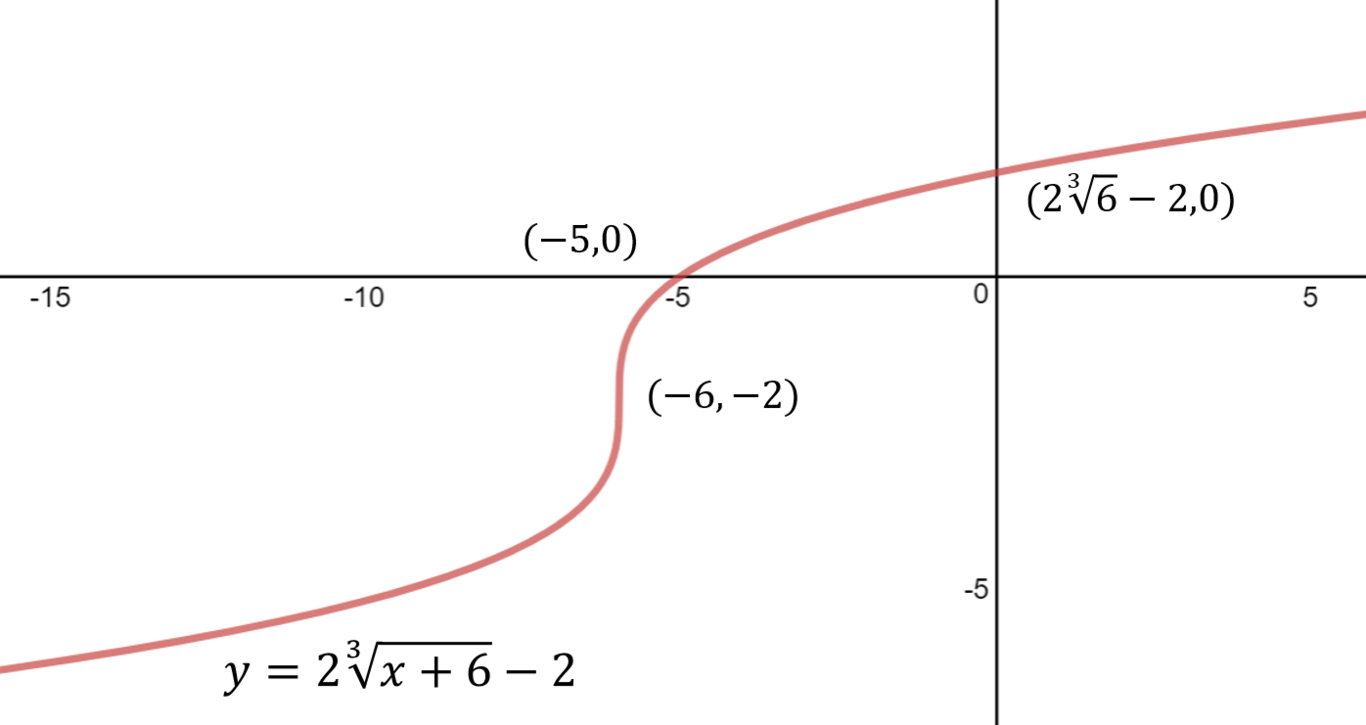 (2∛6 − 2,0)
(−5,0)
-15 -10 -5 0 5
(−6, −2)
-5
y = 2∛(x + 6) − 2